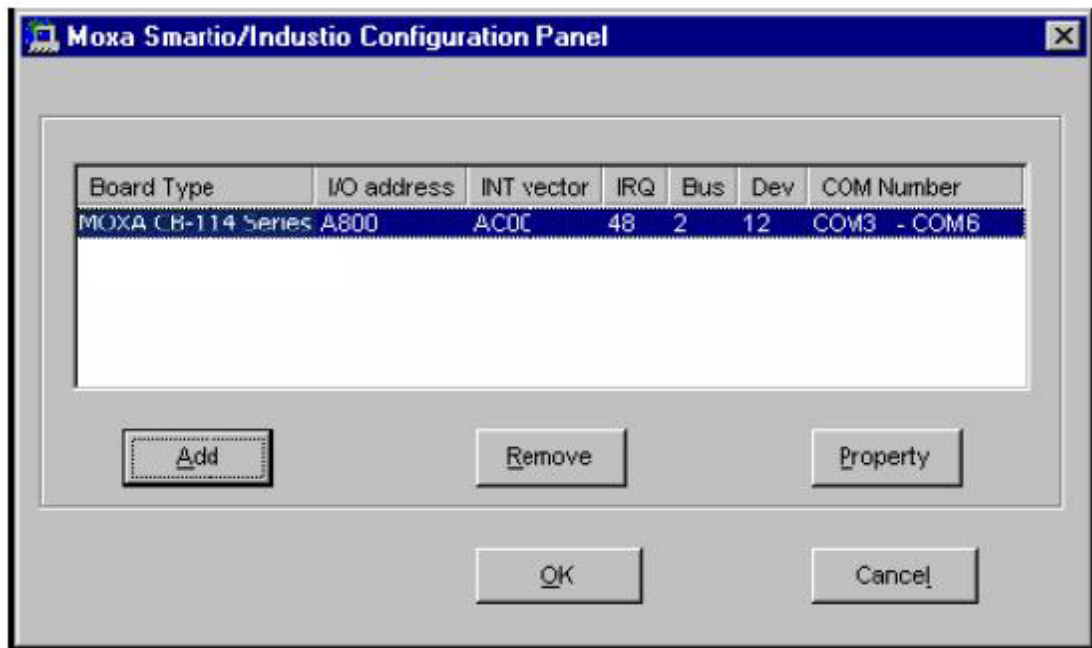 Moxa Smartio/Industio Configuration Panel
Board Type I/O address INT vector IRQ Bus Dev COM Number
MOXA CB-114 Series A800 AC00 48 2 12 COM3 - COM6
Add Remove Property
OK Cancel